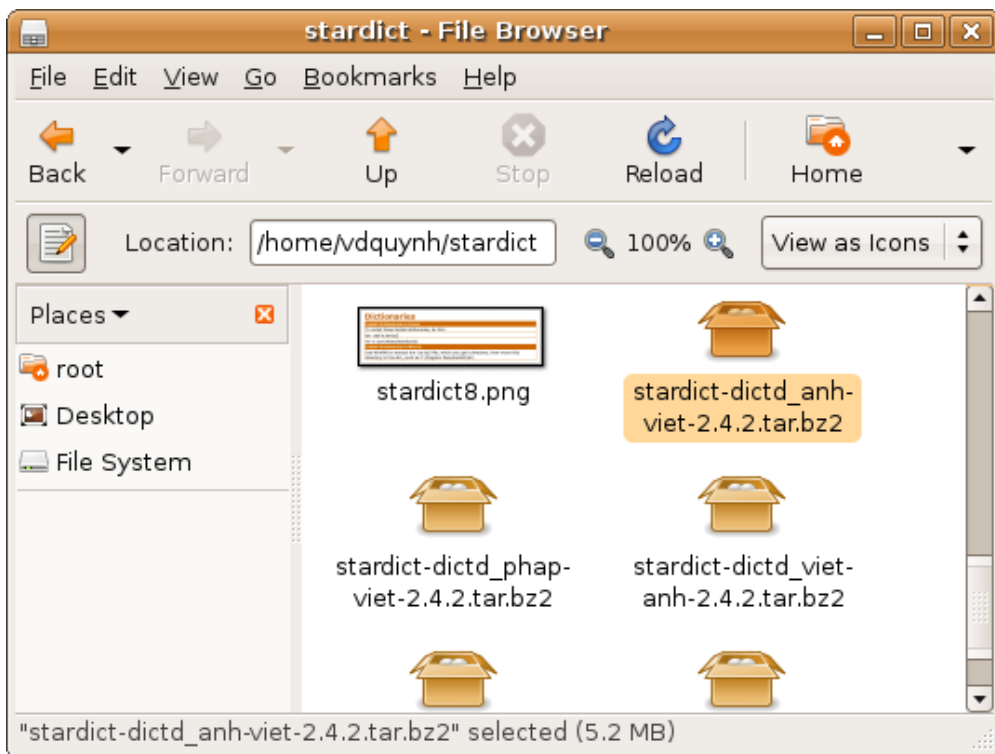 stardict - File Browser
File Edit View Go Bookmarks Help
Back Forward Up Stop Reload Home
Location: /home/vdquynh/stardict 100% View as Icons
Places
root
Desktop
File System
Dictionaries
stardict8.png
stardict-dictd_anh-
viet-2.4.2.tar.bz2
stardict-dictd_phap-
viet-2.4.2.tar.bz2
stardict-dictd_viet-
anh-2.4.2.tar.bz2
"stardict-dictd_anh-viet-2.4.2.tar.bz2" selected (5.2 MB)